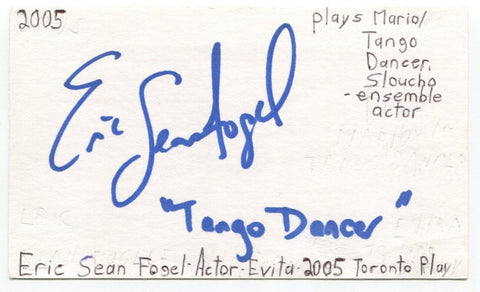 2005
plays Mario/
Tango
Dancer,
Sloucho
-ensemble
actor
Eric Sean Fogel
"Tango Dancer"
Eric Sean Fogel-Actor-Evita-2005 Toronto Play